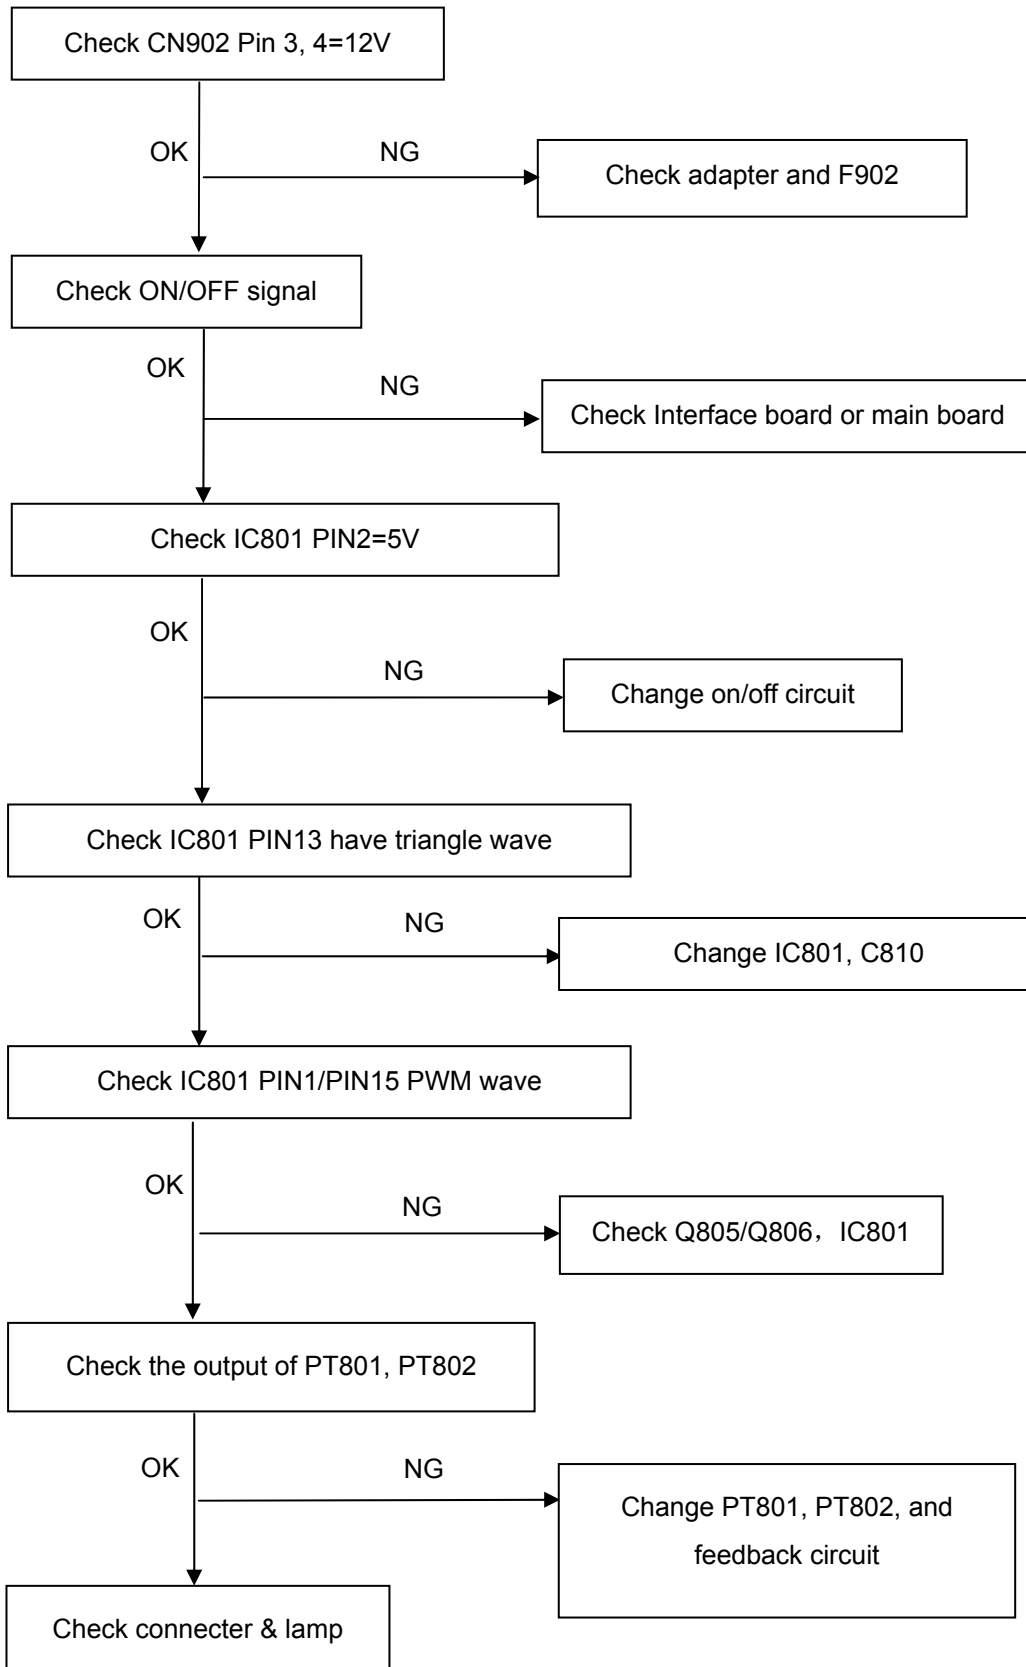 Check CN902 Pin 3, 4=12V
OK
NG
Check adapter and F902
Check ON/OFF signal
OK
NG
Check Interface board or main board
Check IC801 PIN2=5V
OK
NG
Change on/off circuit
Check IC801 PIN13 have triangle wave
OK
NG
Change IC801, C810
Check IC801 PIN1/PIN15 PWM wave
OK
NG
Check Q805/Q806，IC801
Check the output of PT801, PT802
OK
NG
Change PT801, PT802, and
feedback circuit
Check connecter & lamp